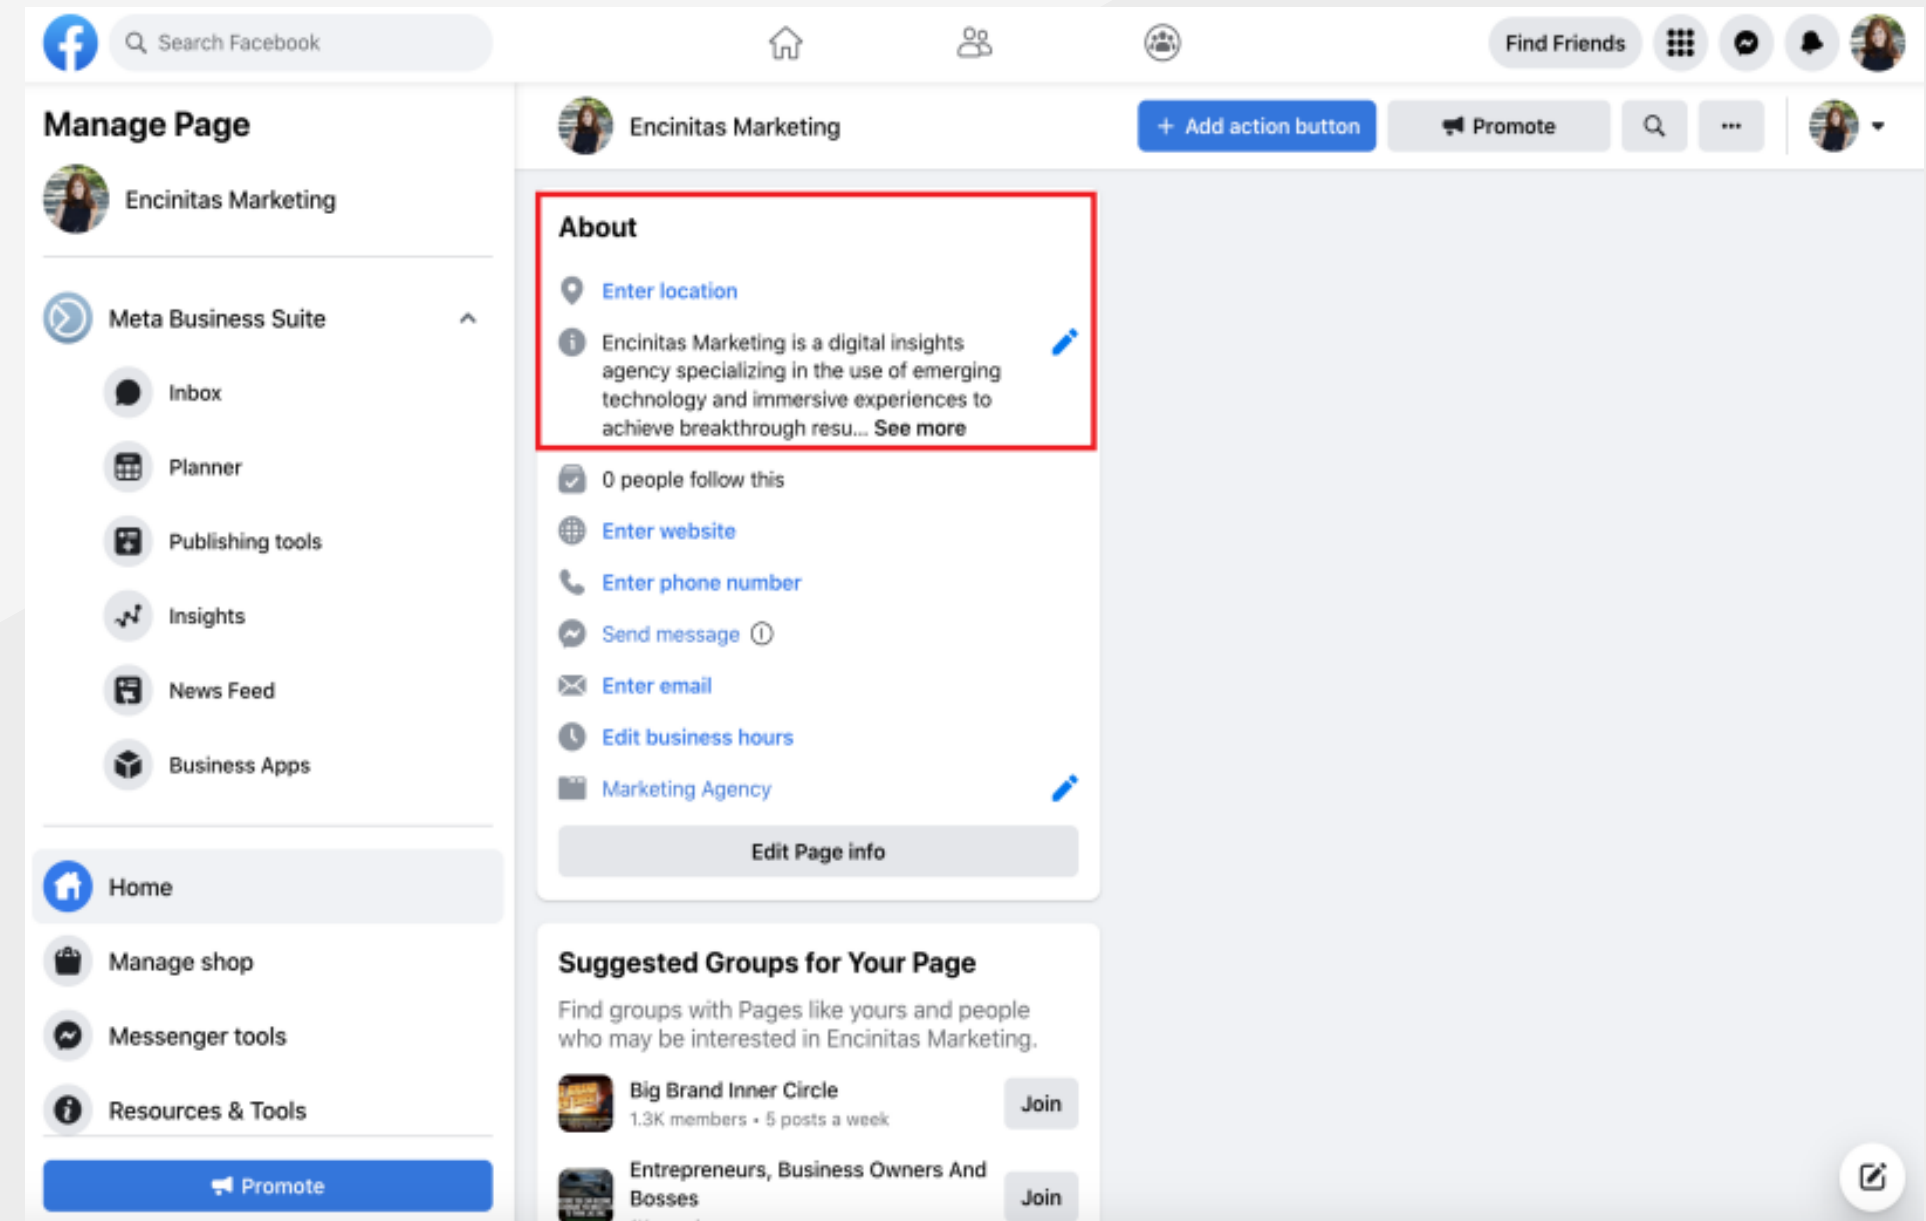 Search Facebook
Find Friends
Manage Page
Encinitas Marketing
Meta Business Suite
Inbox
Planner
Publishing tools
Insights
News Feed
Business Apps
Home
Manage shop
Messenger tools
Resources & Tools
Promote
Encinitas Marketing
+ Add action button
Promote
About
Enter location
Encinitas Marketing is a digital insights
agency specializing in the use of emerging
technology and immersive experiences to
achieve breakthrough resu... See more
0 people follow this
Enter website
Enter phone number
Send message
Enter email
Edit business hours
Marketing Agency
Edit Page info
Suggested Groups for Your Page
Find groups with Pages like yours and people
who may be interested in Encinitas Marketing.
Big Brand Inner Circle
1.3K members • 5 posts a week
Join
Entrepreneurs, Business Owners And
Bosses
Join